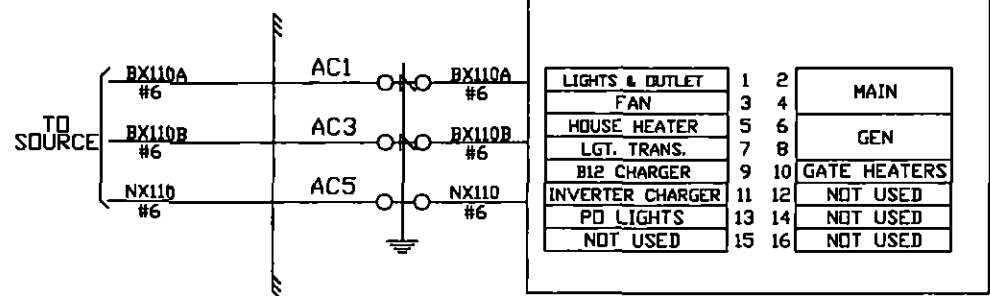 TO
SOURCE
BX110A
#6
AC1
BX110A
#6
BX110B
#6
AC3
BX110B
#6
NX110
#6
AC5
NX110
#6
LIGHTS & OUTLET 1 2 MAIN
FAN 3 4
HOUSE HEATER 5 6 GEN
LGT. TRANS. 7 8
B12 CHARGER 9 10 GATE HEATERS
INVERTER CHARGER 11 12 NOT USED
PO LIGHTS 13 14 NOT USED
NOT USED 15 16 NOT USED